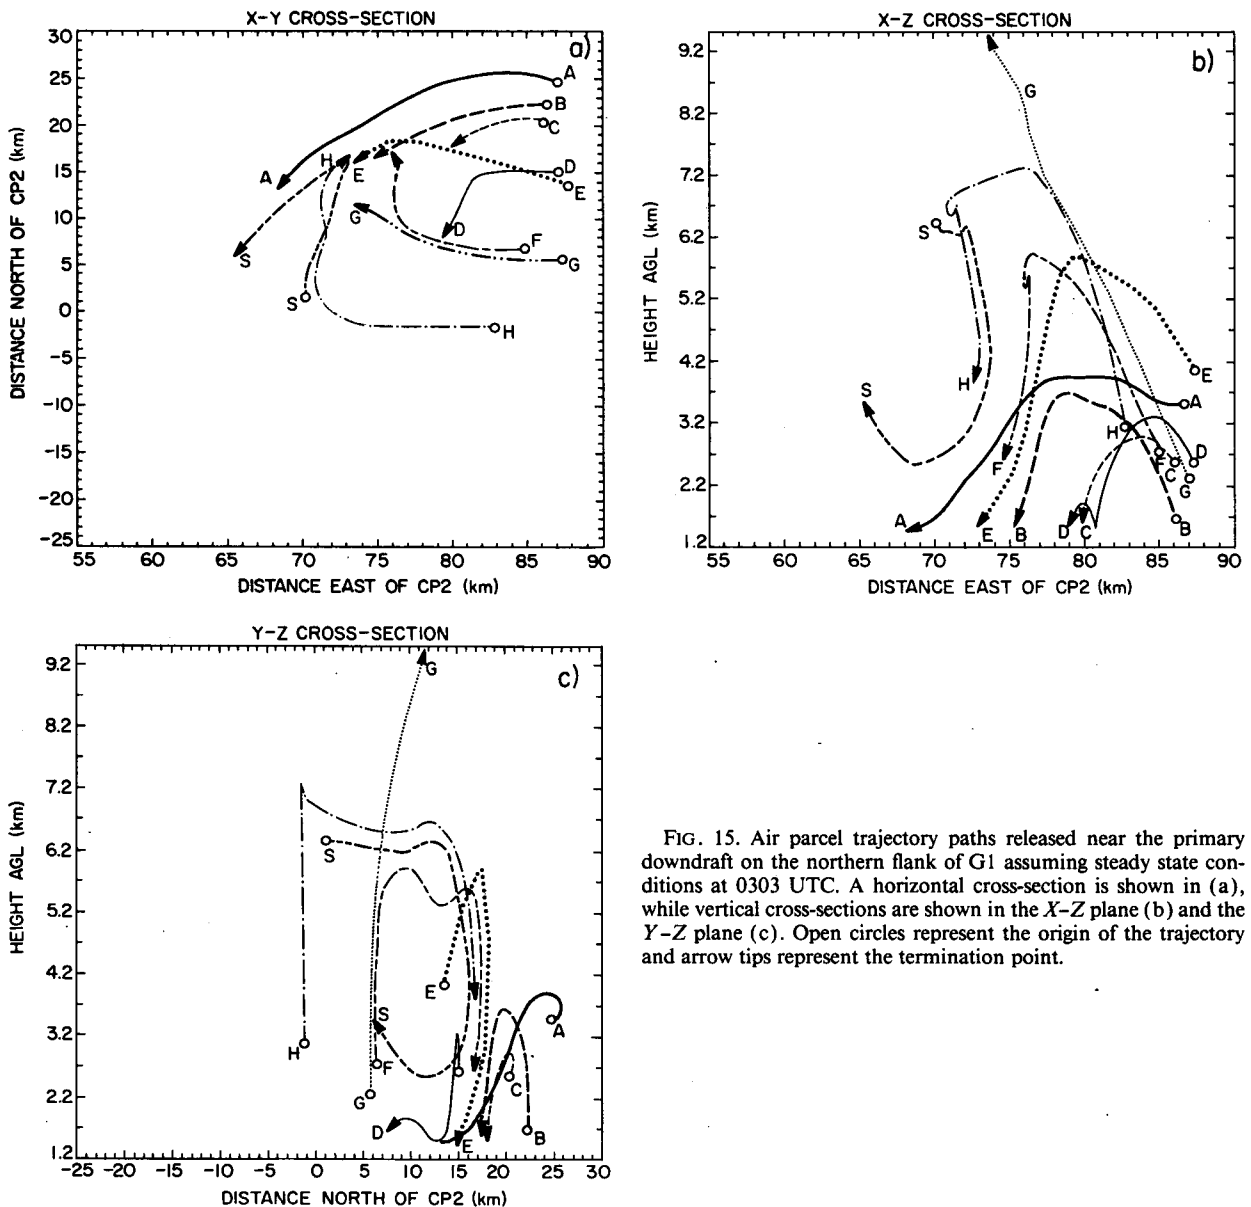 X-Y CROSS-SECTION
a)
30
25
20
15
10
5
0
-5
-10
-15
-20
-25
DISTANCE NORTH OF CP2 (km)
A
B
C
D
E
F
G
H
S
A
H
E
G
D
S
55 60 65 70 75 80 85 90
DISTANCE EAST OF CP2 (km)
X-Z CROSS-SECTION
b)
9.2
8.2
7.2
6.2
5.2
4.2
3.2
2.2
1.2
HEIGHT AGL (km)
G
S
H
S
E
A
H
D
F
C
G
B
F
A
E
B
D
C
55 60 65 70 75 80 85 90
DISTANCE EAST OF CP2 (km)
Y-Z CROSS-SECTION
c)
9.2
8.2
7.2
6.2
5.2
4.2
3.2
2.2
1.2
HEIGHT AGL (km)
G
S
E
S
A
H
F
C
G
D
E
B
-25 -20 -15 -10 -5 0 5 10 15 20 25 30
DISTANCE NORTH OF CP2 (km)
FIG. 15. Air parcel trajectory paths released near the primary
downdraft on the northern flank of G1 assuming steady state con-
ditions at 0303 UTC. A horizontal cross-section is shown in (a),
while vertical cross-sections are shown in the X–Z plane (b) and the
Y–Z plane (c). Open circles represent the origin of the trajectory
and arrow tips represent the termination point.